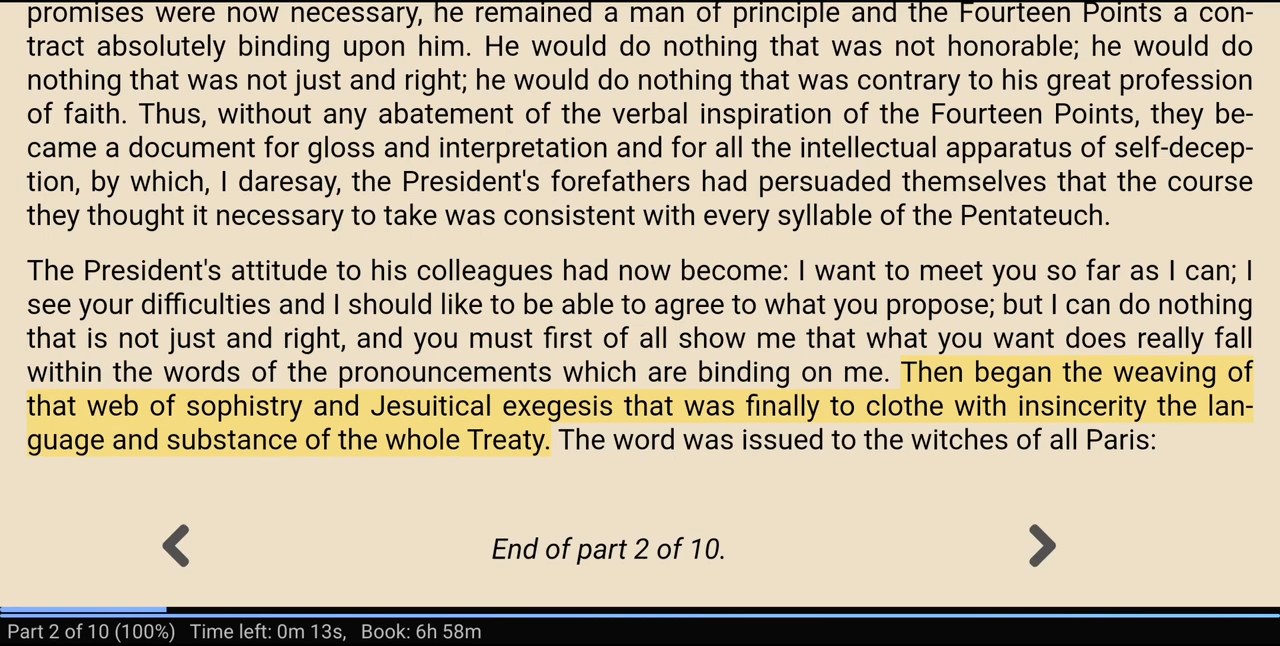 promises were now necessary, he remained a man of principle and the Fourteen Points a con-
tract absolutely binding upon him. He would do nothing that was not honorable; he would do
nothing that was not just and right; he would do nothing that was contrary to his great profession
of faith. Thus, without any abatement of the verbal inspiration of the Fourteen Points, they be-
came a document for gloss and interpretation and for all the intellectual apparatus of self-decep-
tion, by which, I daresay, the President's forefathers had persuaded themselves that the course
they thought it necessary to take was consistent with every syllable of the Pentateuch.
The President's attitude to his colleagues had now become: I want to meet you so far as I can; I
see your difficulties and I should like to be able to agree to what you propose; but I can do nothing
that is not just and right, and you must first of all show me that what you want does really fall
within the words of the pronouncements which are binding on me. Then began the weaving of
that web of sophistry and Jesuitical exegesis that was finally to clothe with insincerity the lan-
guage and substance of the whole Treaty. The word was issued to the witches of all Paris:
End of part 2 of 10.
Part 2 of 10 (100%) Time left: 0m 13s, Book: 6h 58m